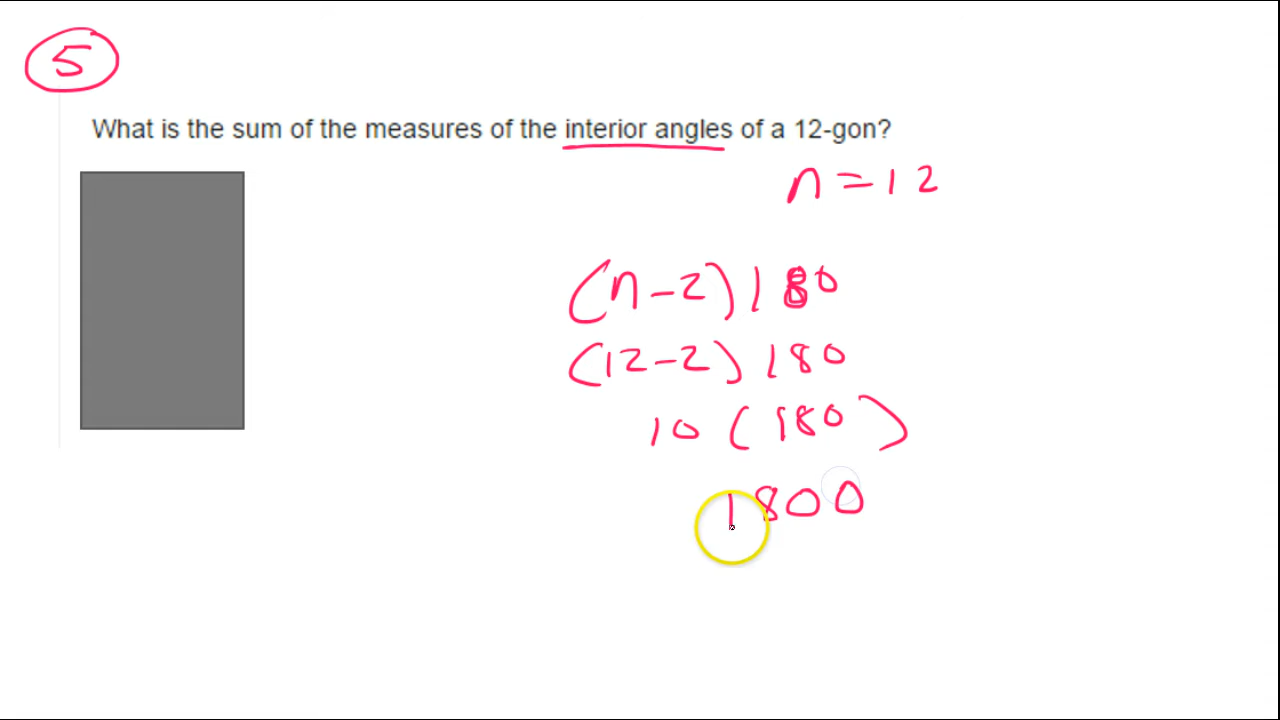 5
What is the sum of the measures of the interior angles of a 12-gon?
n = 12
(n-2)180
(12-2)180
10(180)
1800